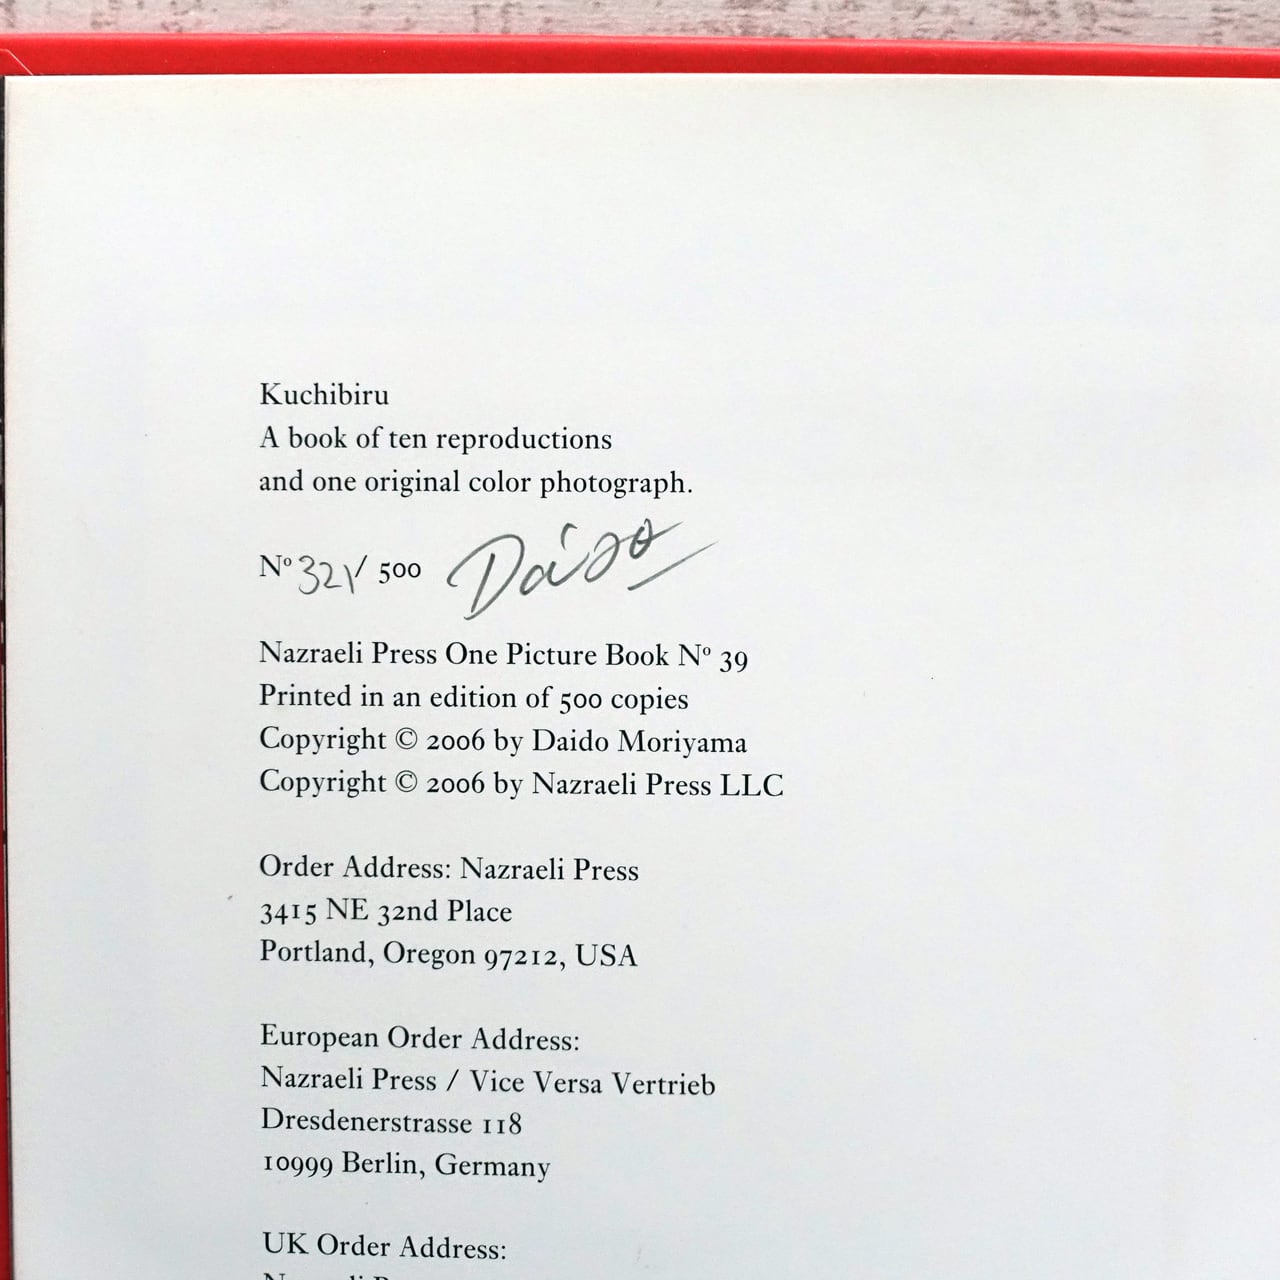 Kuchibiru
A book of ten reproductions
and one original color photograph.
Nº 321/ 500 Daido
Nazraeli Press One Picture Book Nº 39
Printed in an edition of 500 copies
Copyright © 2006 by Daido Moriyama
Copyright © 2006 by Nazraeli Press LLC
Order Address: Nazraeli Press
3415 NE 32nd Place
Portland, Oregon 97212, USA
European Order Address:
Nazraeli Press / Vice Versa Vertrieb
Dresdenerstrasse 118
10999 Berlin, Germany
UK Order Address: